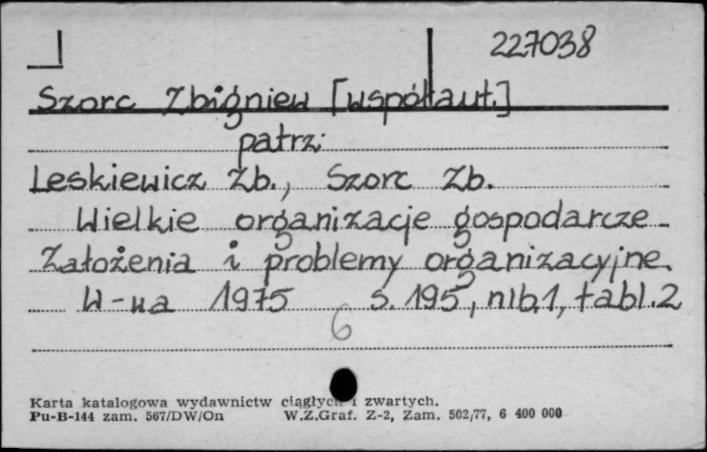 227038
Szorc Zbigniew [współaut.]
patrz:
Leskiewicz Zb., Szorc Zb.
Wielkie organizacje gospodarcze.
Założenia i problemy organizacyjne.
W-wa 1975 s. 195, nlb.1, tabl.2
6
Karta katalogowa wydawnictw ciągłych i zwartych.
Pu-B-144 zam. 567/DW/On W.Z.Graf. Z-2, Zam. 502/77, 6 400 000